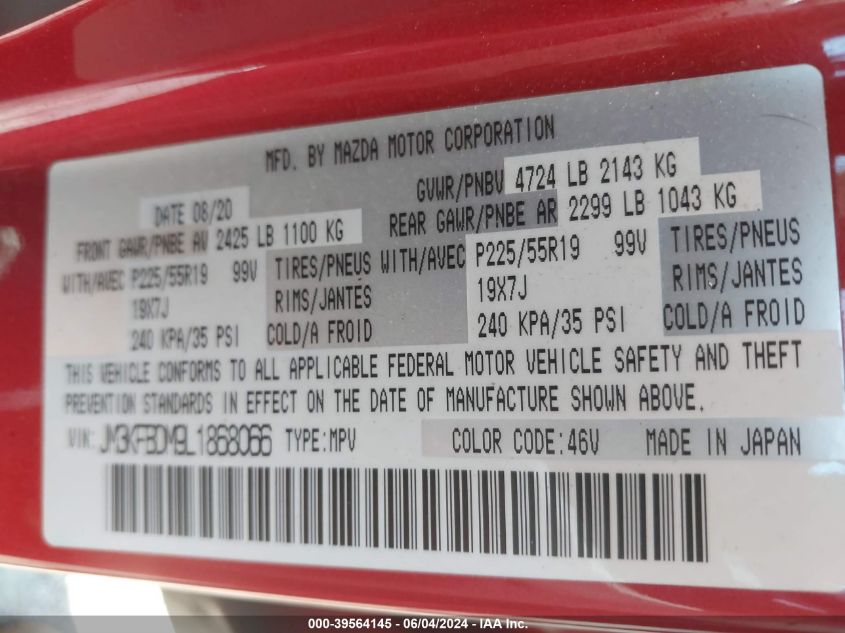 MFD. BY MAZDA MOTOR CORPORATION
DATE 08/20 GVWR/PNBV 4724 LB 2143 KG
FRONT GAWR/PNBE AV 2425 LB 1100 KG REAR GAWR/PNBE AR 2299 LB 1043 KG
WITH/AVEC P225/55R19 99V TIRES/PNEUS WITH/AVEC P225/55R19 99V TIRES/PNEUS
19X7J RIMS/JANTES 19X7J RIMS/JANTES
240 KPA/35 PSI COLD/A FROID 240 KPA/35 PSI COLD/A FROID
THIS VEHICLE CONFORMS TO ALL APPLICABLE FEDERAL MOTOR VEHICLE SAFETY AND THEFT
PREVENTION STANDARDS IN EFFECT ON THE DATE OF MANUFACTURE SHOWN ABOVE.
VIN: JM3KFBDM9L1868066 TYPE:MPV COLOR CODE:46V MADE IN JAPAN
000-39564145 - 06/04/2024 - IAA Inc.